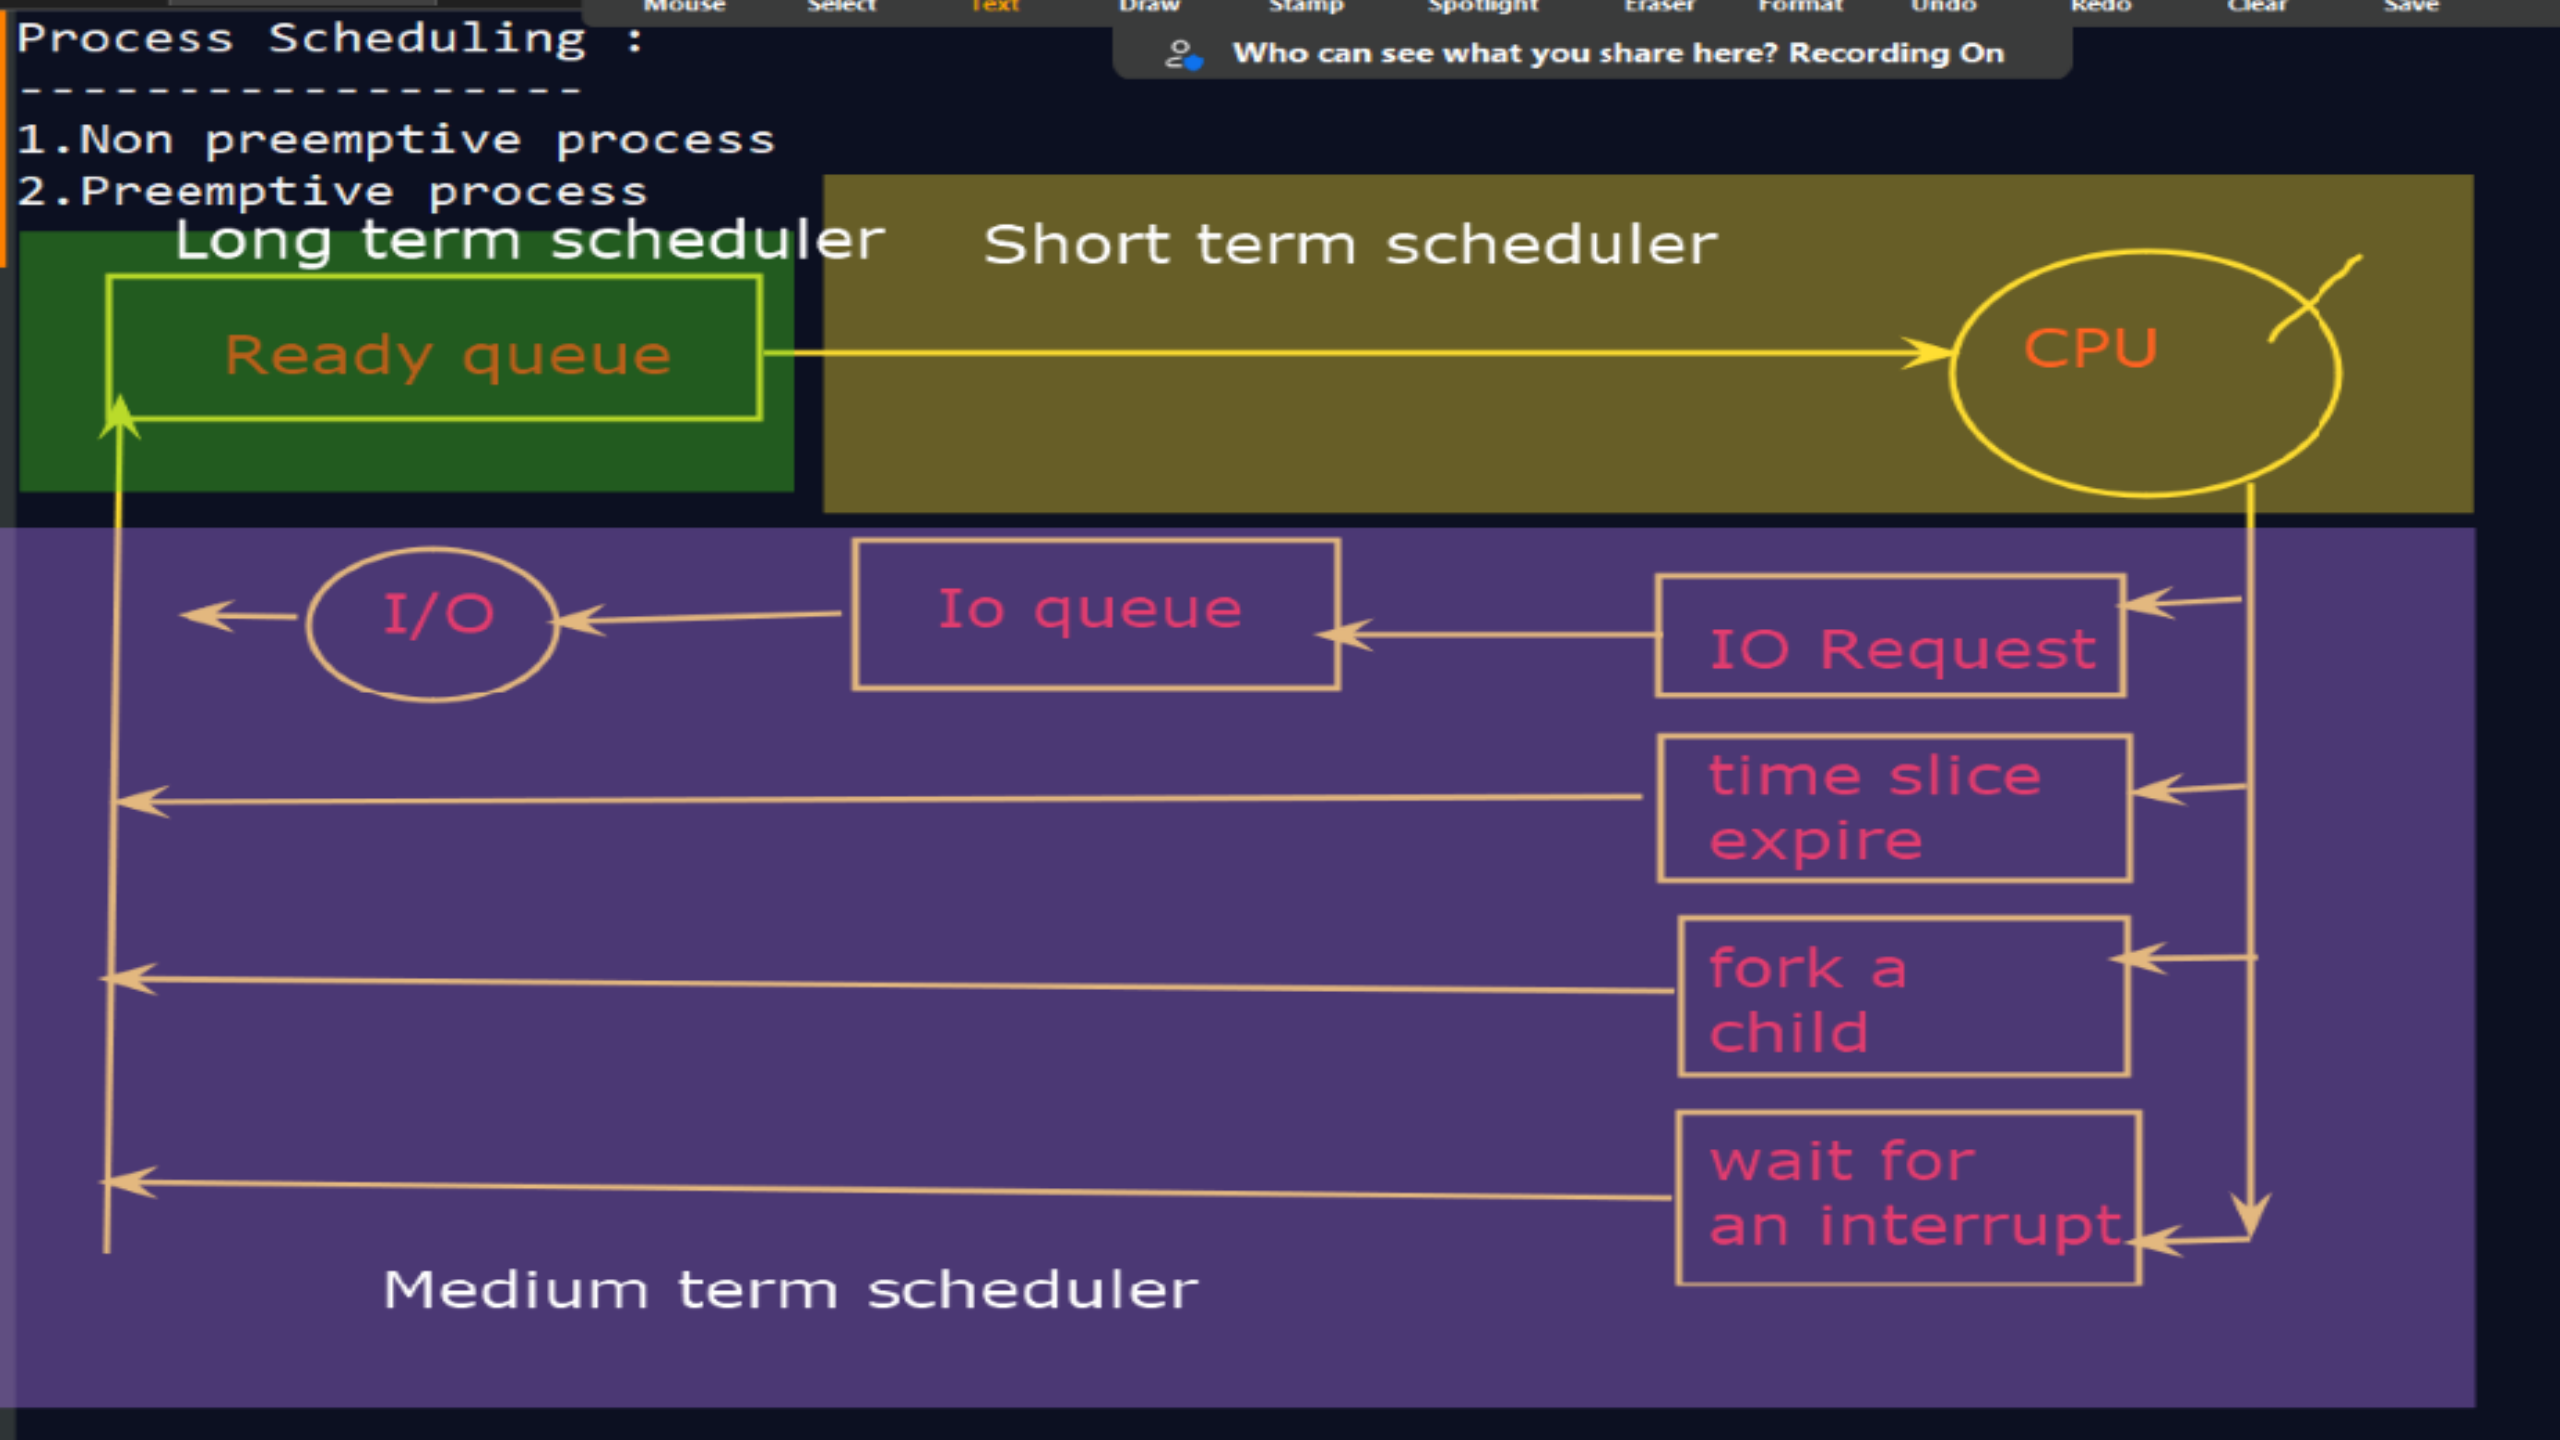 Mouse Select Text Draw Stamp Spotlight Eraser Format Undo Redo Clear Save
Who can see what you share here? Recording On
Process Scheduling :
------------------
1.Non preemptive process
2.Preemptive process
Long term scheduler
Short term scheduler
Ready queue
CPU
I/O
Io queue
IO Request
time slice
expire
fork a
child
wait for
an interrupt
Medium term scheduler